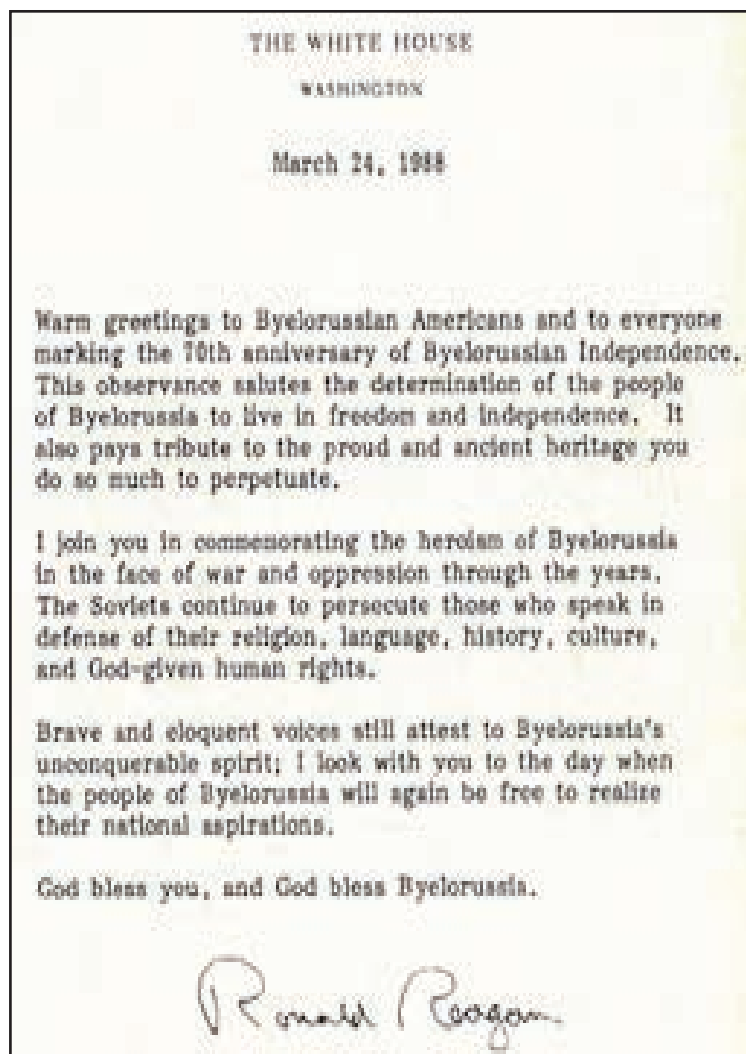 THE WHITE HOUSE
WASHINGTON
March 24, 1988
Warm greetings to Byelorussian Americans and to everyone
marking the 70th anniversary of Byelorussian Independence.
This observance salutes the determination of the people
of Byelorussia to live in freedom and independence. It
also pays tribute to the proud and ancient heritage you
do so much to perpetuate.
I join you in commemorating the heroism of Byelorussia
in the face of war and oppression through the years.
The Soviets continue to persecute those who speak in
defense of their religion, language, history, culture,
and God-given human rights.
Brave and eloquent voices still attest to Byelorussia's
unconquerable spirit; I look with you to the day when
the people of Byelorussia will again be free to realize
their national aspirations.
God bless you, and God bless Byelorussia.
Ronald Reagan